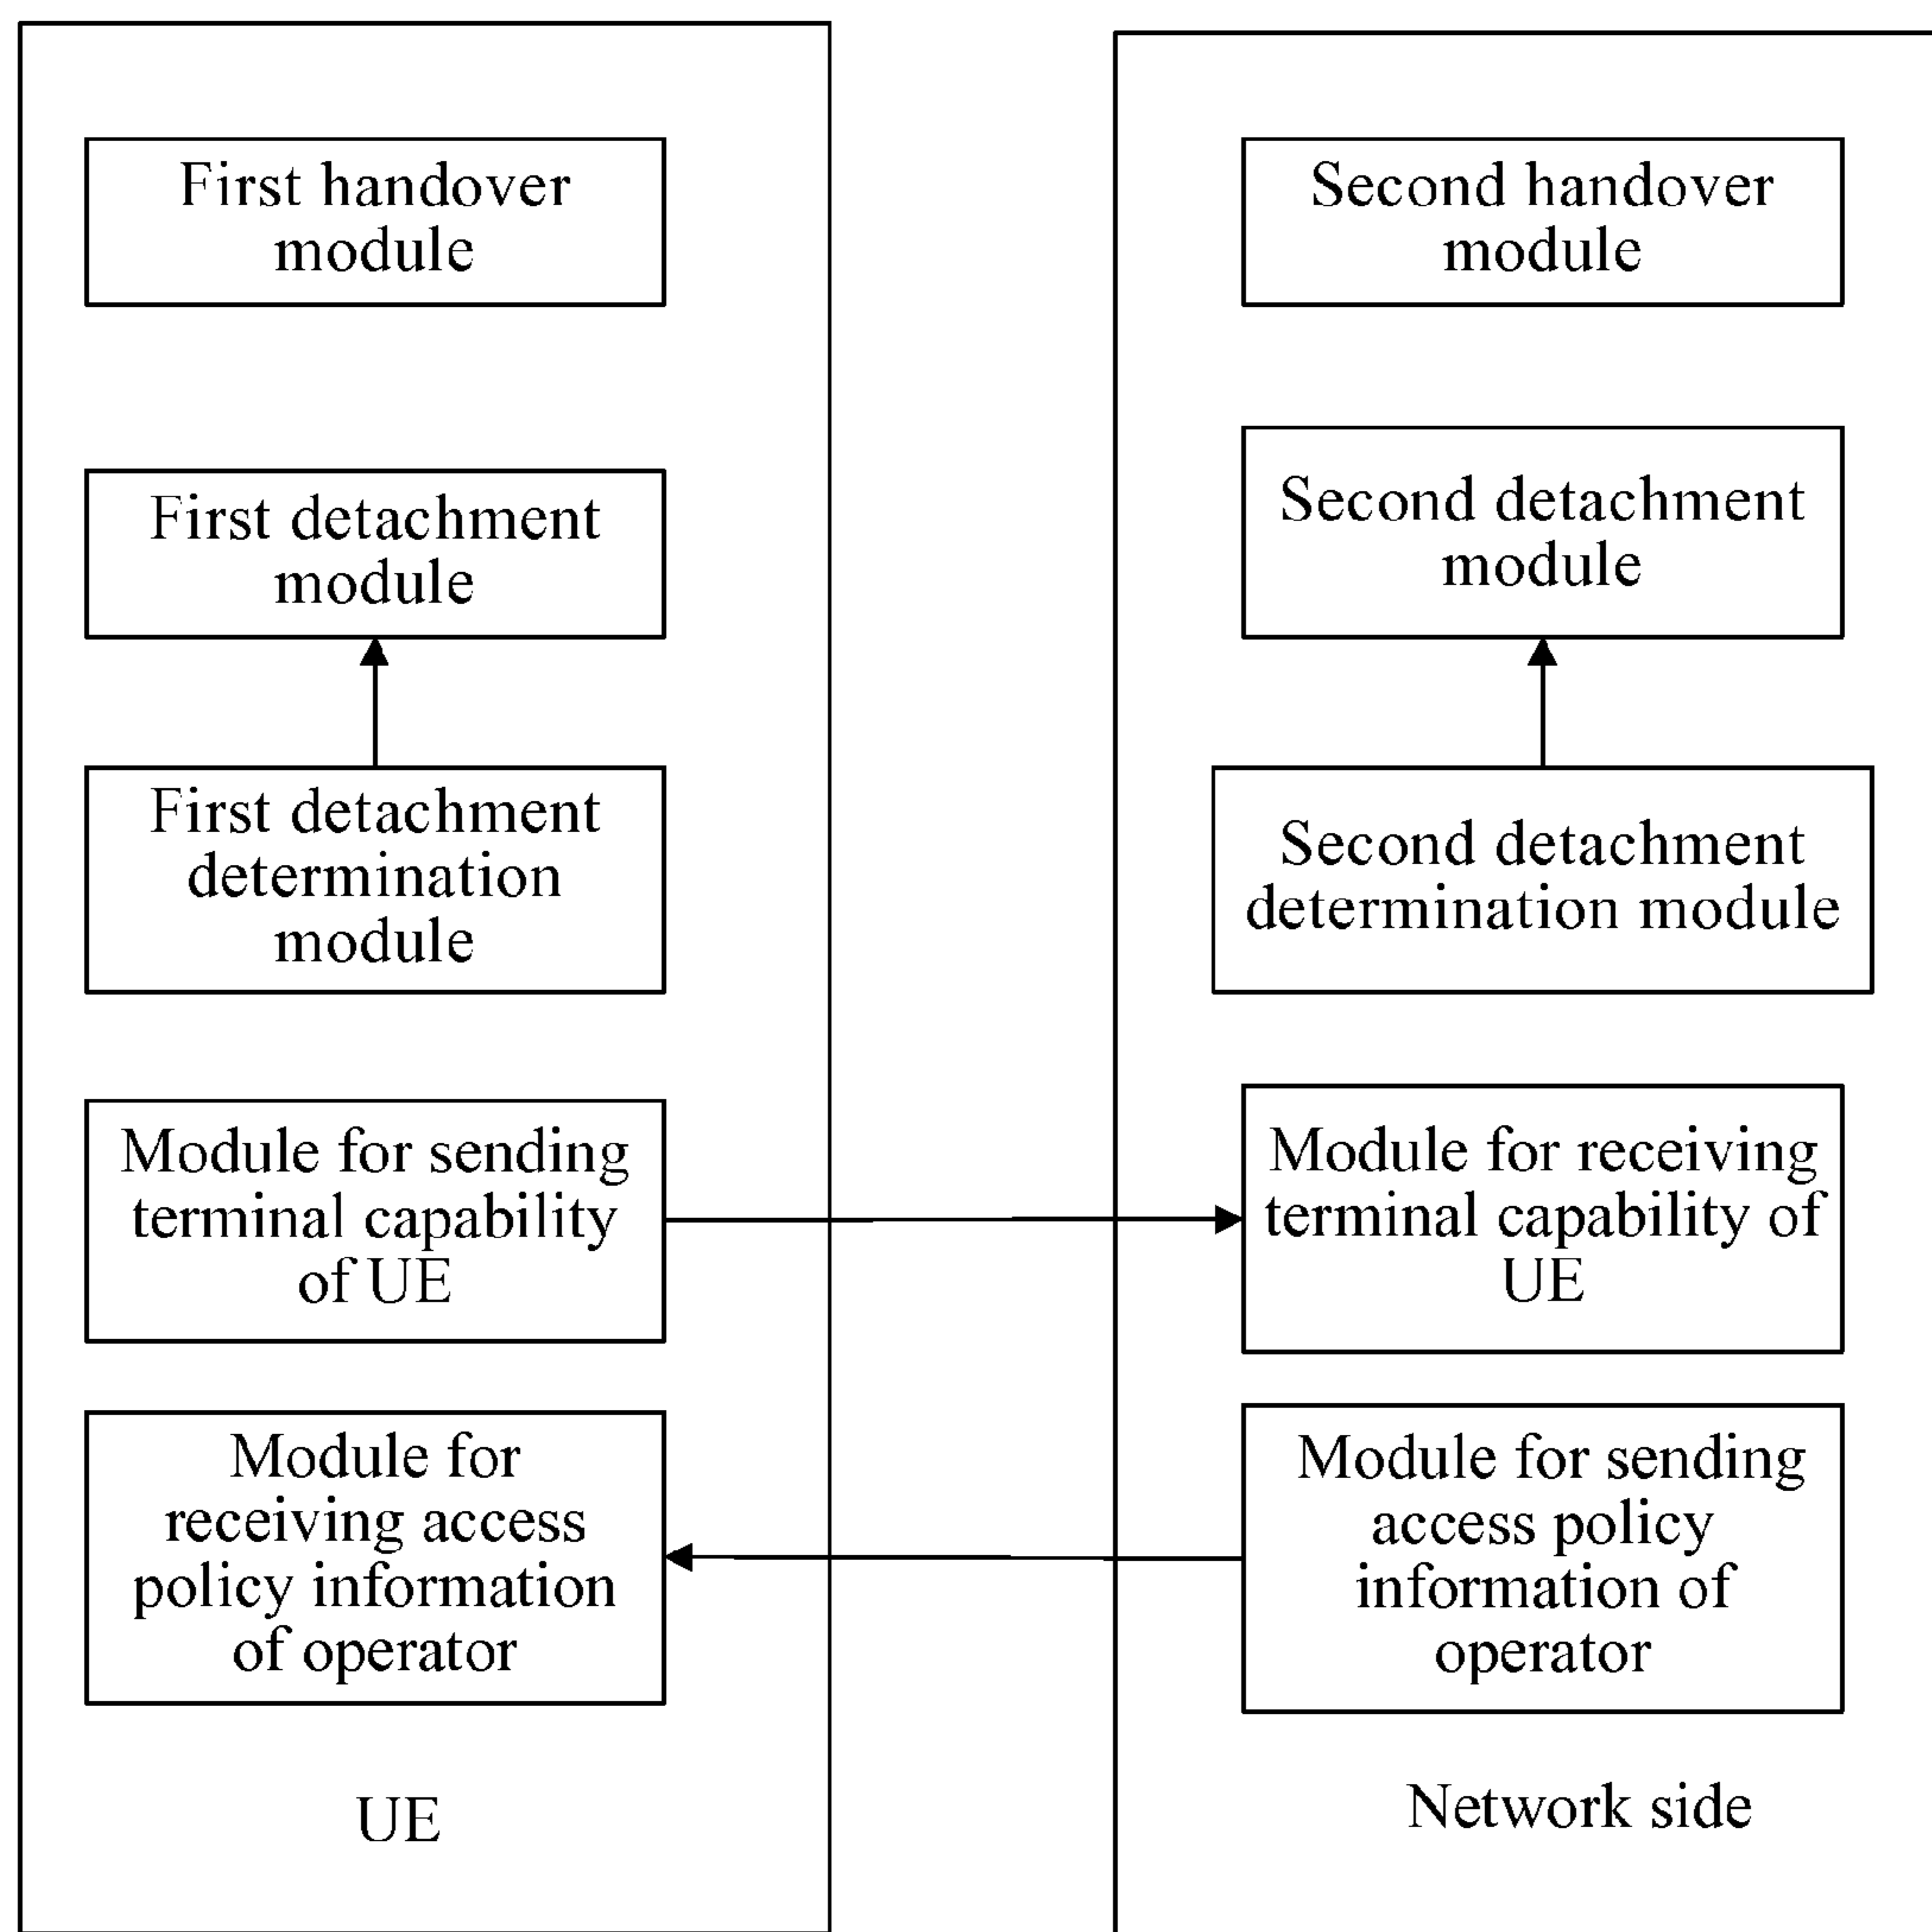 First handover
module
First detachment
module
First detachment
determination
module
Module for sending
terminal capability
of UE
Module for
receiving access
policy information
of operator
UE
Second handover
module
Second detachment
module
Second detachment
determination module
Module for receiving
terminal capability of
UE
Module for sending
access policy
information of
operator
Network side